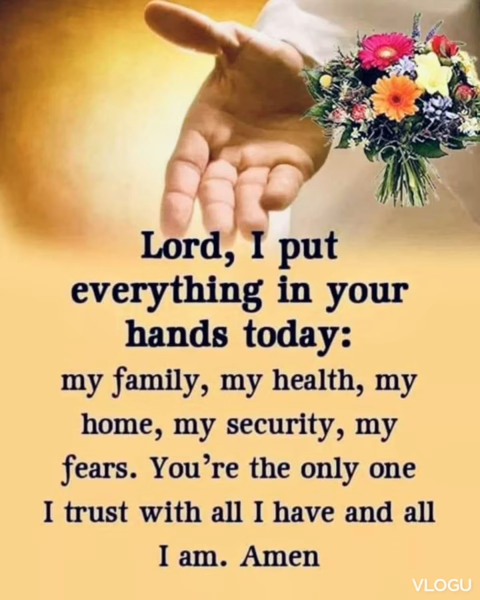 Lord, I put
everything in your
hands today:
my family, my health, my
home, my security, my
fears. You’re the only one
I trust with all I have and all
I am. Amen
VLOGU